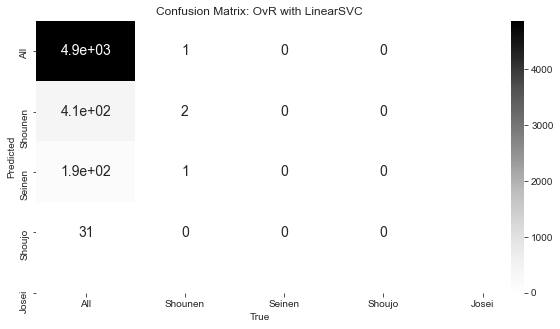 Confusion Matrix: OvR with LinearSVC
All
4.9e+03 1 0 0
Shounen
4.1e+02 2 0 0
Seinen
1.9e+02 1 0 0
Shoujo
31 0 0 0
Josei
Predicted
All Shounen Seinen Shoujo Josei
True
4000
3000
2000
1000
0